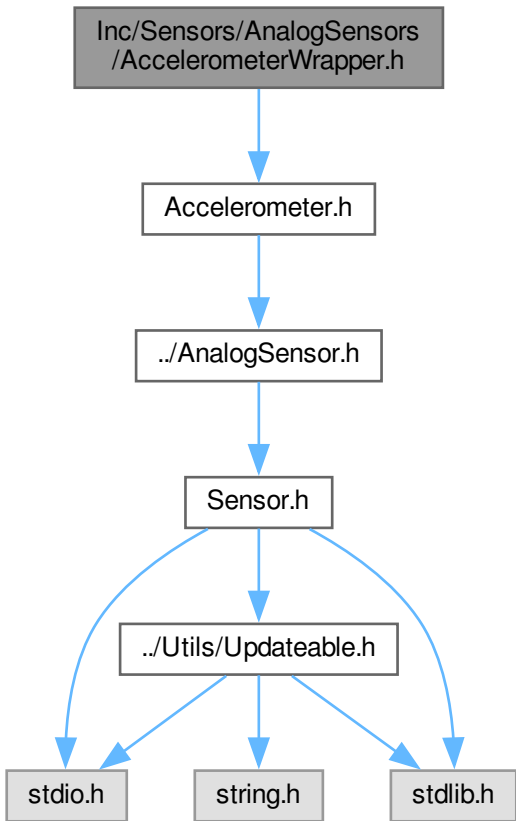 Inc/Sensors/AnalogSensors
/AccelerometerWrapper.h
Accelerometer.h
../AnalogSensor.h
Sensor.h
../Utils/Updateable.h
stdio.h
string.h
stdlib.h